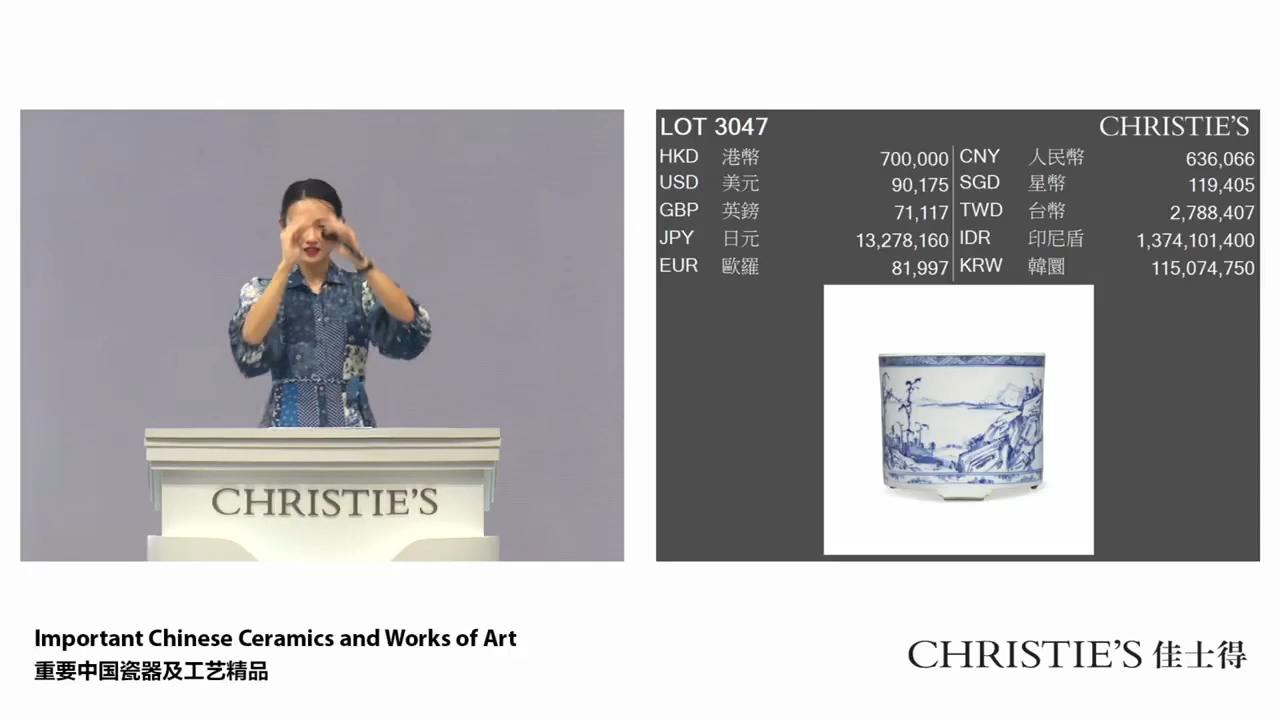 LOT 3047
CHRISTIE'S
HKD 港幣 700,000 CNY 人民幣 636,066
USD 美元 90,175 SGD 星幣 119,405
GBP 英鎊 71,117 TWD 台幣 2,788,407
JPY 日元 13,278,160 IDR 印尼盾 1,374,101,400
EUR 歐羅 81,997 KRW 韓圜 115,074,750
CHRISTIE'S
Important Chinese Ceramics and Works of Art
重要中国瓷器及工艺精品
CHRISTIE'S 佳士得